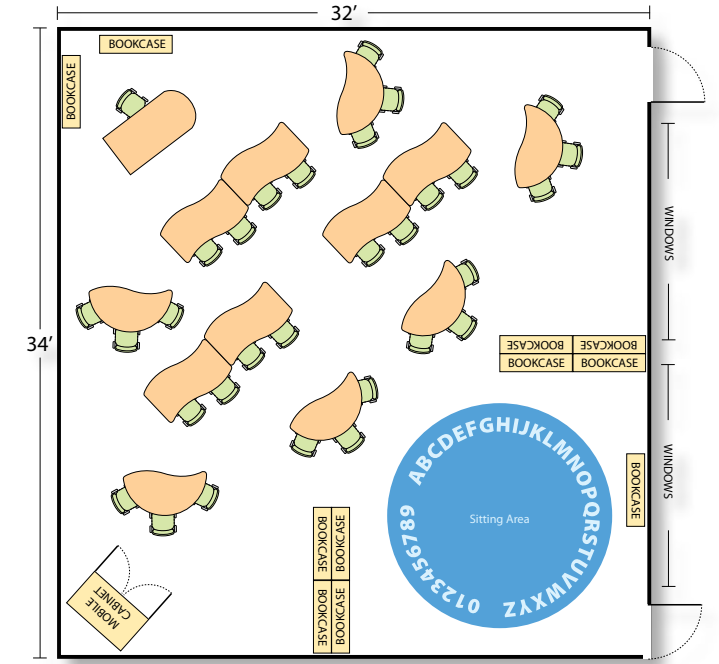 32’
BOOKCASE
BOOKCASE
WINDOWS
34’
BOOKCASE BOOKCASE
BOOKCASE BOOKCASE
ABCDEFGHIJKLMNOPQRSTUVWXYZ
0123456789
Sitting Area
BOOKCASE
WINDOWS
BOOKCASE
BOOKCASE
BOOKCASE
BOOKCASE
MOBILE
CABINET